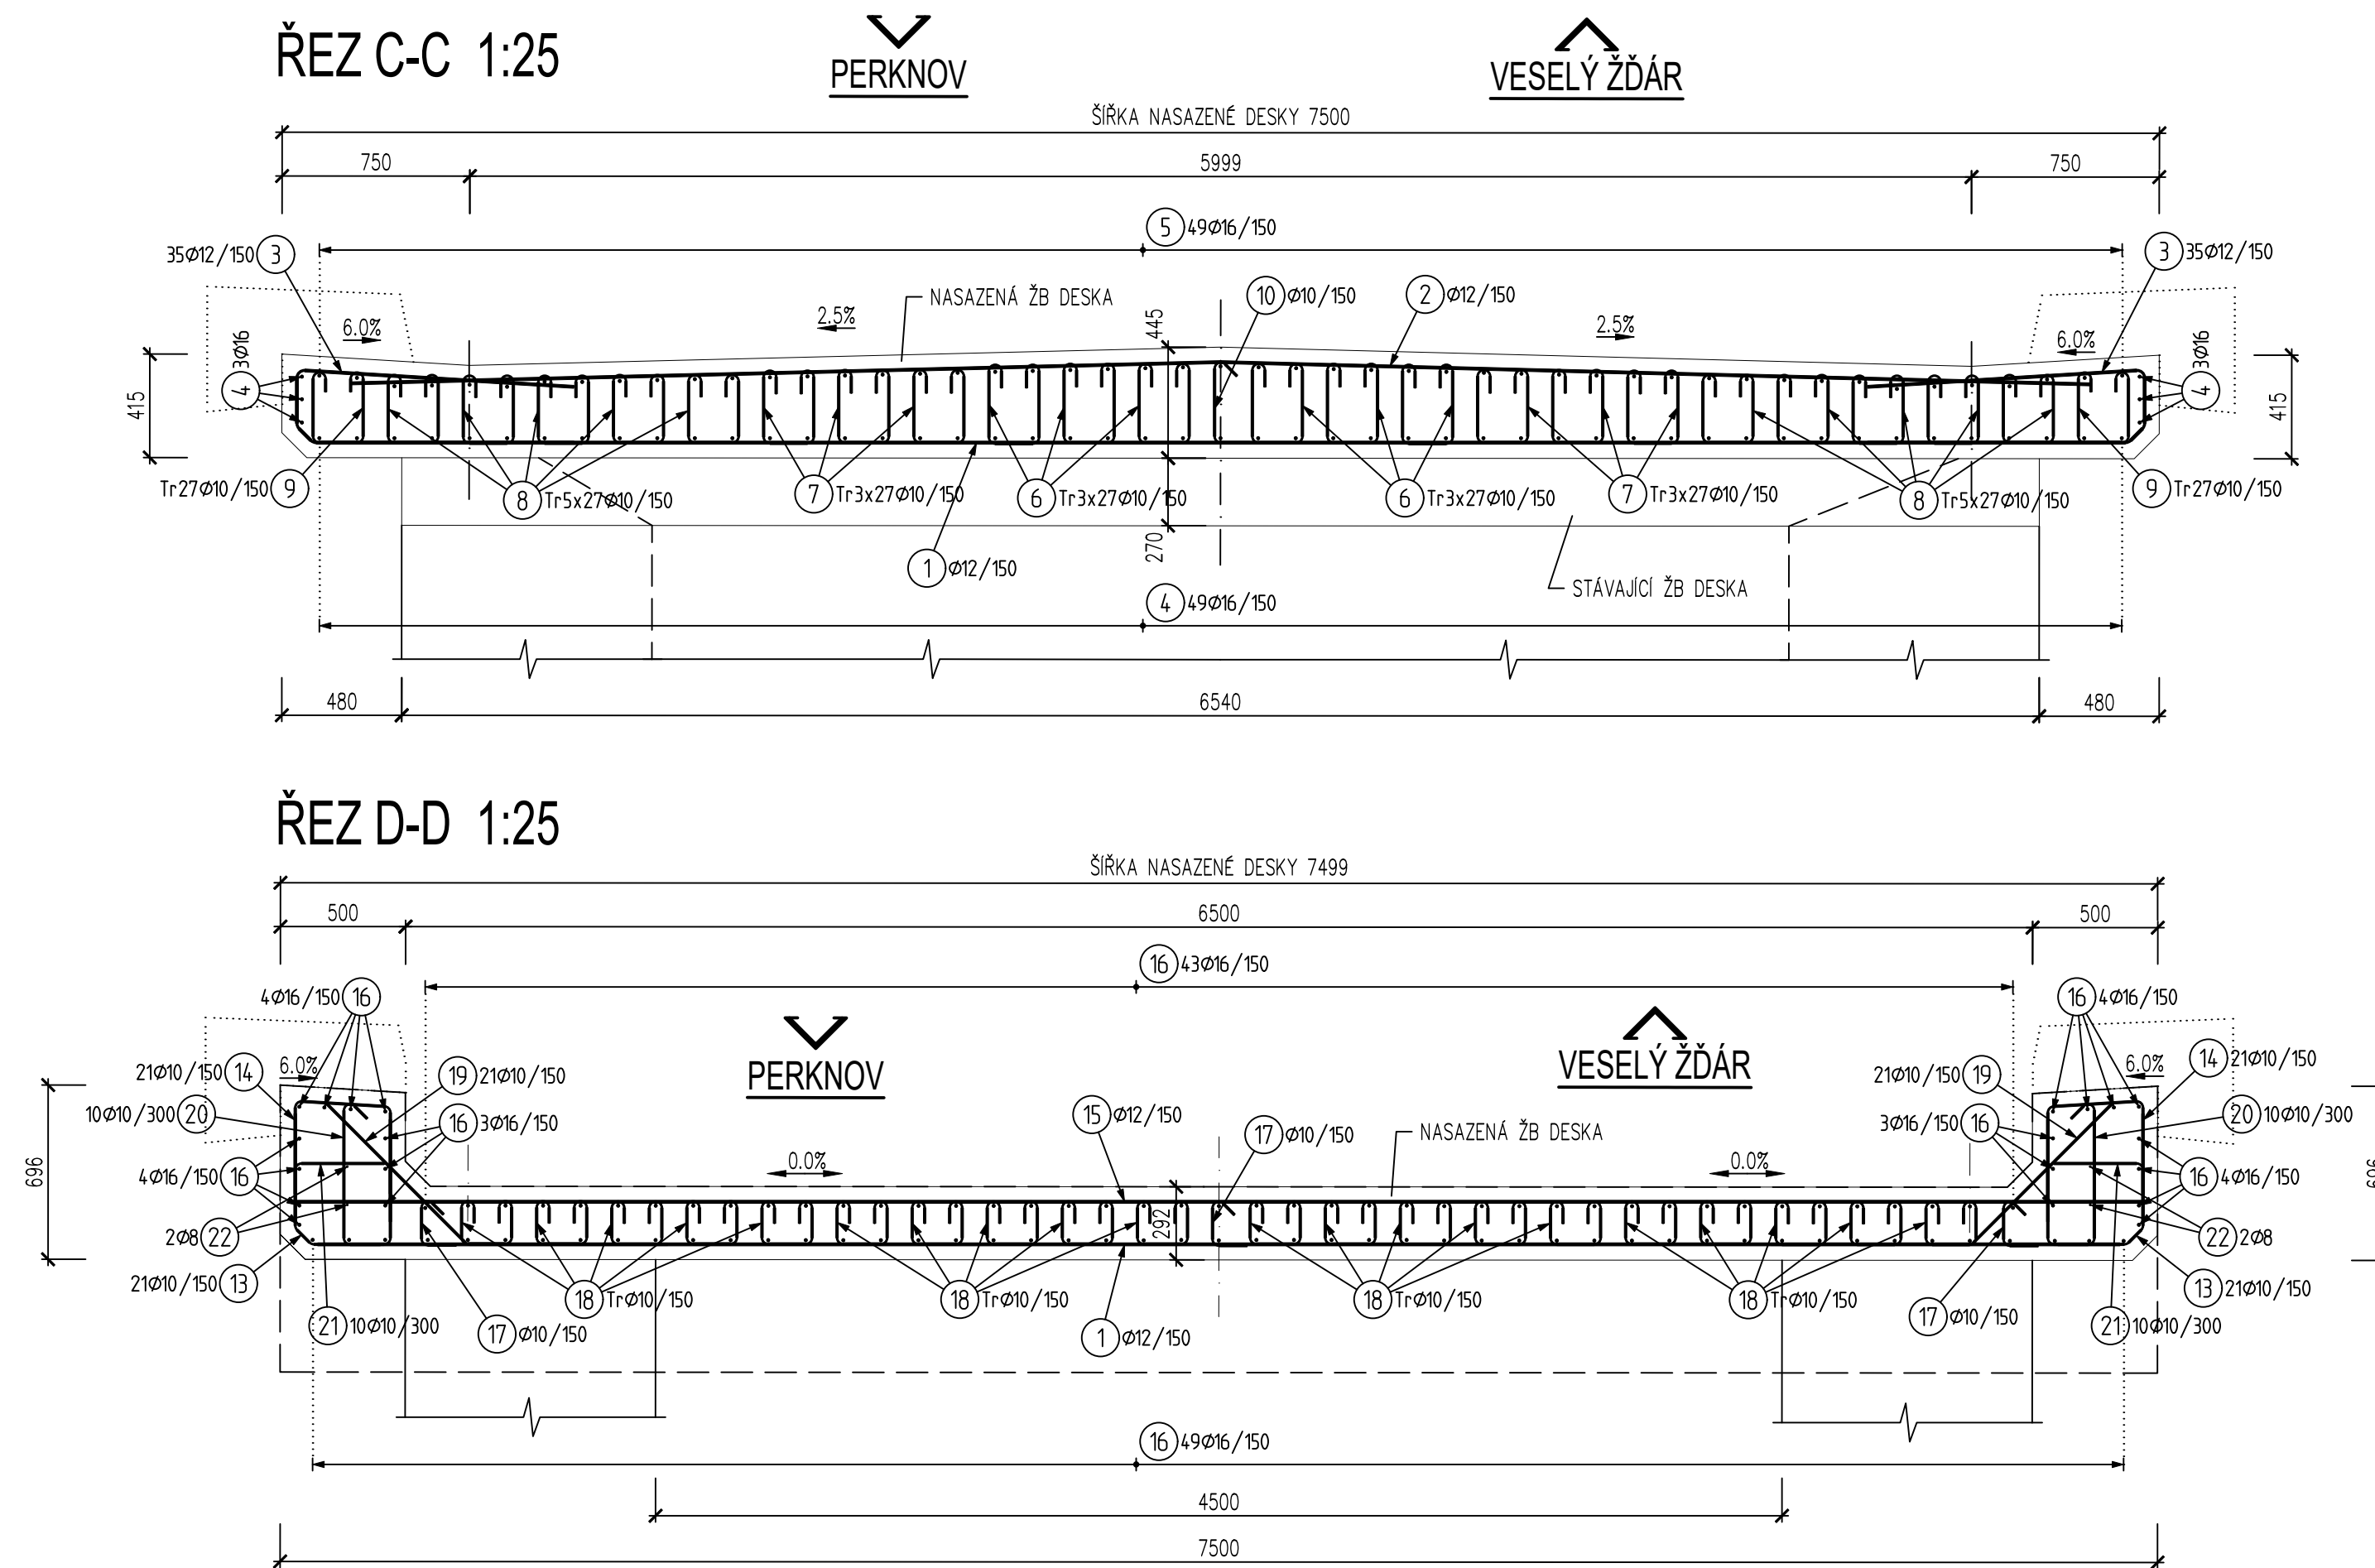 ŘEZ C-C 1:25
PERKNOV
VESELÝ ŽĎÁR
ŠÍŘKA NASAZENÉ DESKY 7500
750
5999
750
5 49Ø16/150
35Ø12/150 3
3 35Ø12/150
NASAZENÁ ŽB DESKA
10 Ø10/150
2 Ø12/150
6.0%
2.5%
445
2.5%
6.0%
4 3Ø16
4 3Ø16
415
415
Tr27Ø10/150 9
8 Tr5x27Ø10/150
7 Tr3x27Ø10/150
6 Tr3x27Ø10/150
6 Tr3x27Ø10/150
7 Tr3x27Ø10/150
8 Tr5x27Ø10/150
9 Tr27Ø10/150
270
1 Ø12/150
STÁVAJÍCÍ ŽB DESKA
4 49Ø16/150
480
6540
480
ŘEZ D-D 1:25
ŠÍŘKA NASAZENÉ DESKY 7499
500
6500
500
16 43Ø16/150
4Ø16/150 16
16 4Ø16/150
PERKNOV
VESELÝ ŽĎÁR
21Ø10/150 14
6.0%
19 21Ø10/150
21Ø10/150 19
6.0%
14 21Ø10/150
10Ø10/300 20
16 3Ø16/150
15 Ø12/150
17 Ø10/150
NASAZENÁ ŽB DESKA
3Ø16/150 16
20 10Ø10/300
0.0%
0.0%
696
4Ø16/150 16
16 4Ø16/150
292
2Ø8 22
22 2Ø8
21Ø10/150 13
13 21Ø10/150
18 TrØ10/150
18 TrØ10/150
18 TrØ10/150
18 TrØ10/150
21 10Ø10/300
17 Ø10/150
1 Ø12/150
17 Ø10/150
21 10Ø10/300
16 49Ø16/150
4500
7500